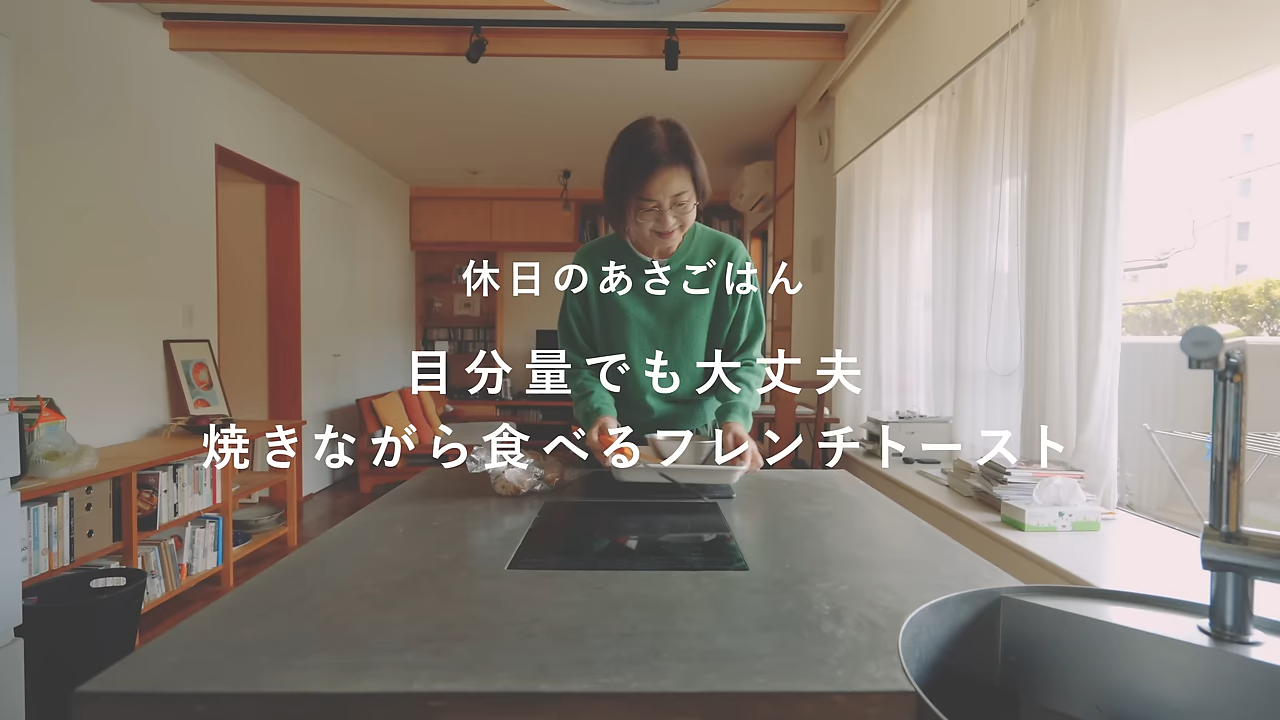 休日のあさごはん
目分量でも大丈夫
焼きながら食べるフレンチトースト